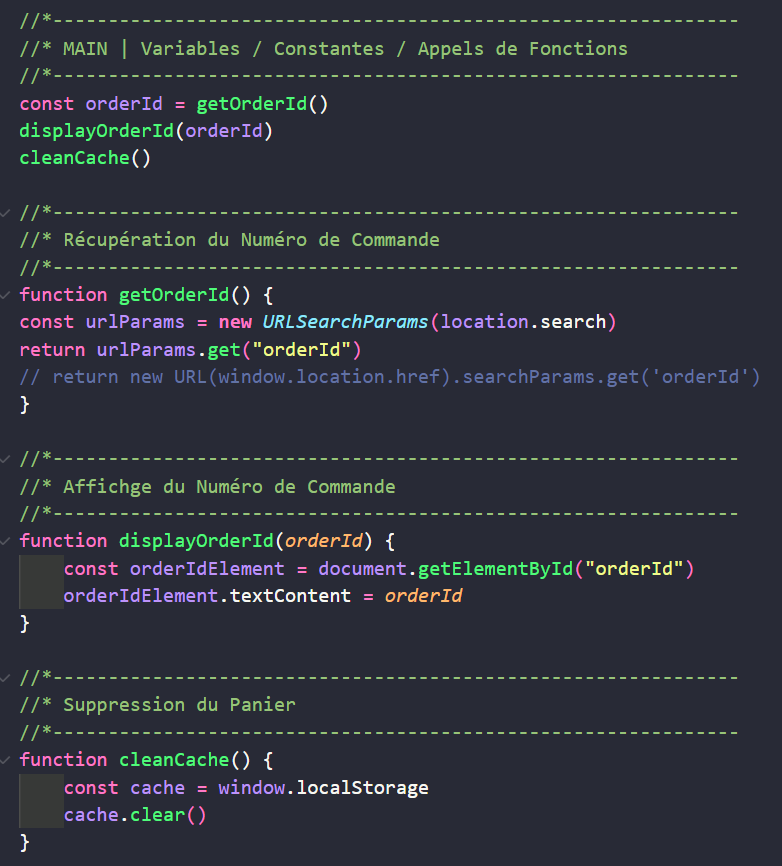 //*--------------------------------------------------------------
//* MAIN | Variables / Constantes / Appels de Fonctions
//*--------------------------------------------------------------
const orderId = getOrderId()
displayOrderId(orderId)
cleanCache()
//*--------------------------------------------------------------
//* Récupération du Numéro de Commande
//*--------------------------------------------------------------
function getOrderId() {
const urlParams = new URLSearchParams(location.search)
return urlParams.get("orderId")
// return new URL(window.location.href).searchParams.get('orderId')
}
//*--------------------------------------------------------------
//* Affichge du Numéro de Commande
//*--------------------------------------------------------------
function displayOrderId(orderId) {
const orderIdElement = document.getElementById("orderId")
orderIdElement.textContent = orderId
}
//*--------------------------------------------------------------
//* Suppression du Panier
//*--------------------------------------------------------------
function cleanCache() {
const cache = window.localStorage
cache.clear()
}